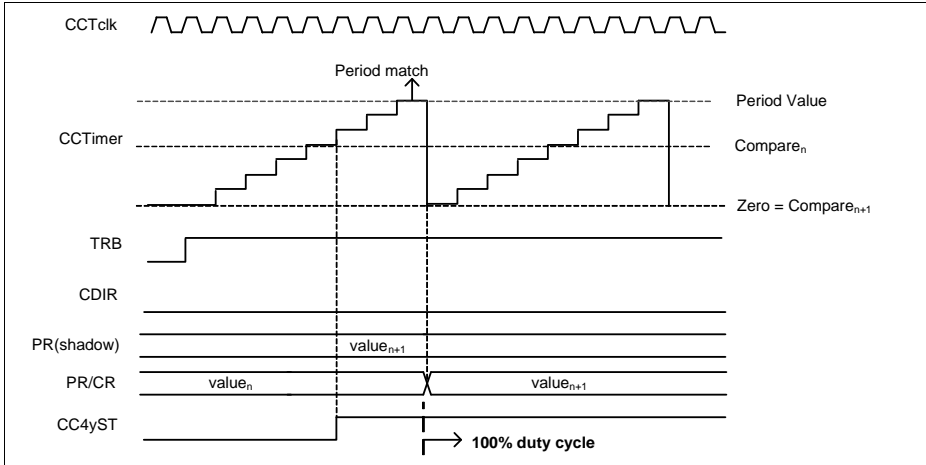 CCTclk
Period match
Period Value
CCTimer
Compareₙ
Zero = Compareₙ₊₁
TRB
CDIR
PR(shadow)
valueₙ₊₁
PR/CR
valueₙ
valueₙ₊₁
CC4yST
100% duty cycle